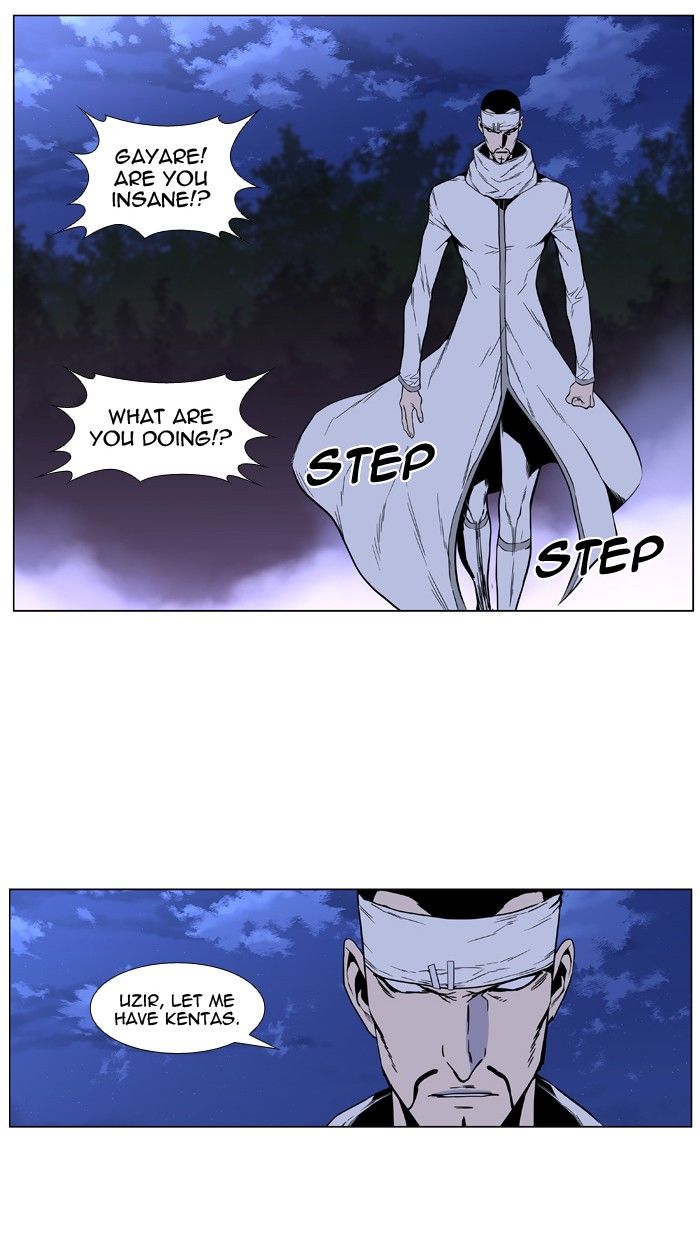 GAYARE!
ARE YOU
INSANE!?
WHAT ARE
YOU DOING!?
STEP
STEP
UZIR, LET ME
HAVE KENTAS.